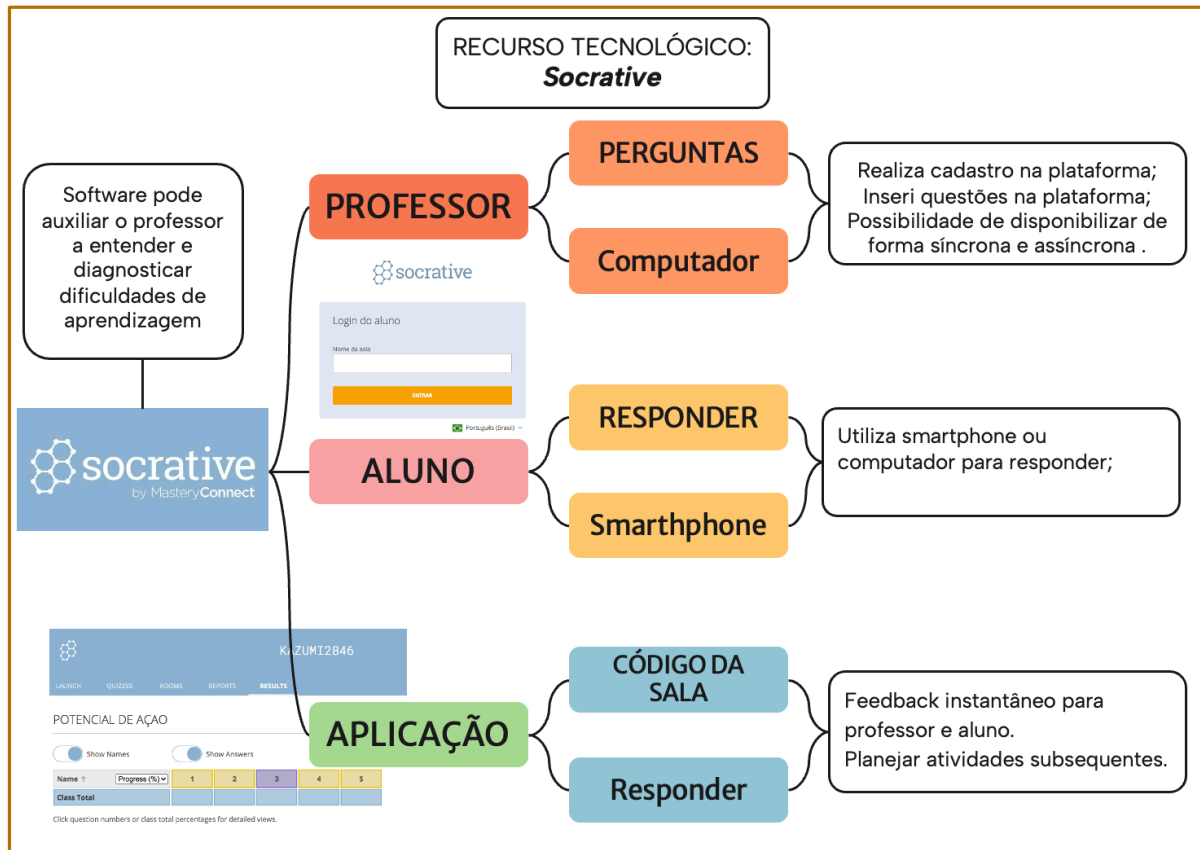 RECURSO TECNOLÓGICO:
Socrative
Software pode
auxiliar o professor
a entender e
diagnosticar
dificuldades de
aprendizagem
socrative
by MasteryConnect
PROFESSOR
PERGUNTAS
Computador
Realiza cadastro na plataforma;
Inseri questões na plataforma;
Possibilidade de disponibilizar de
forma síncrona e assíncrona .
socrative
Login do aluno
Nome da sala
ENTRAR
Português (Brasil)
ALUNO
RESPONDER
Smarthphone
Utiliza smartphone ou
computador para responder;
KAZUMI2846
LAUNCH QUIZZES ROOMS REPORTS RESULTS
POTENCIAL DE AÇAO
Show Names Show Answers
Name Progress (%) 1 2 3 4 5
Class Total
Click question numbers or class total percentages for detailed views.
APLICAÇÃO
CÓDIGO DA
SALA
Responder
Feedback instantâneo para
professor e aluno.
Planejar atividades subsequentes.